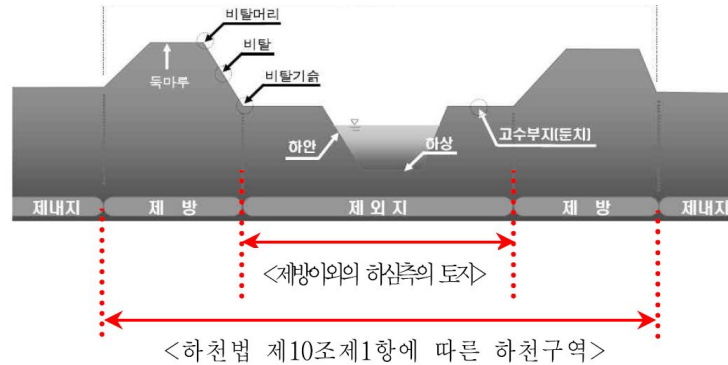 비탈머리
비탈
비탈기슭
둑마루
하안
하상
고수부지(둔치)
제내지
제 방
제 외 지
제 방
제내지
<제방이외의 하심측의 토지>
<하천법 제10조제1항에 따른 하천구역>